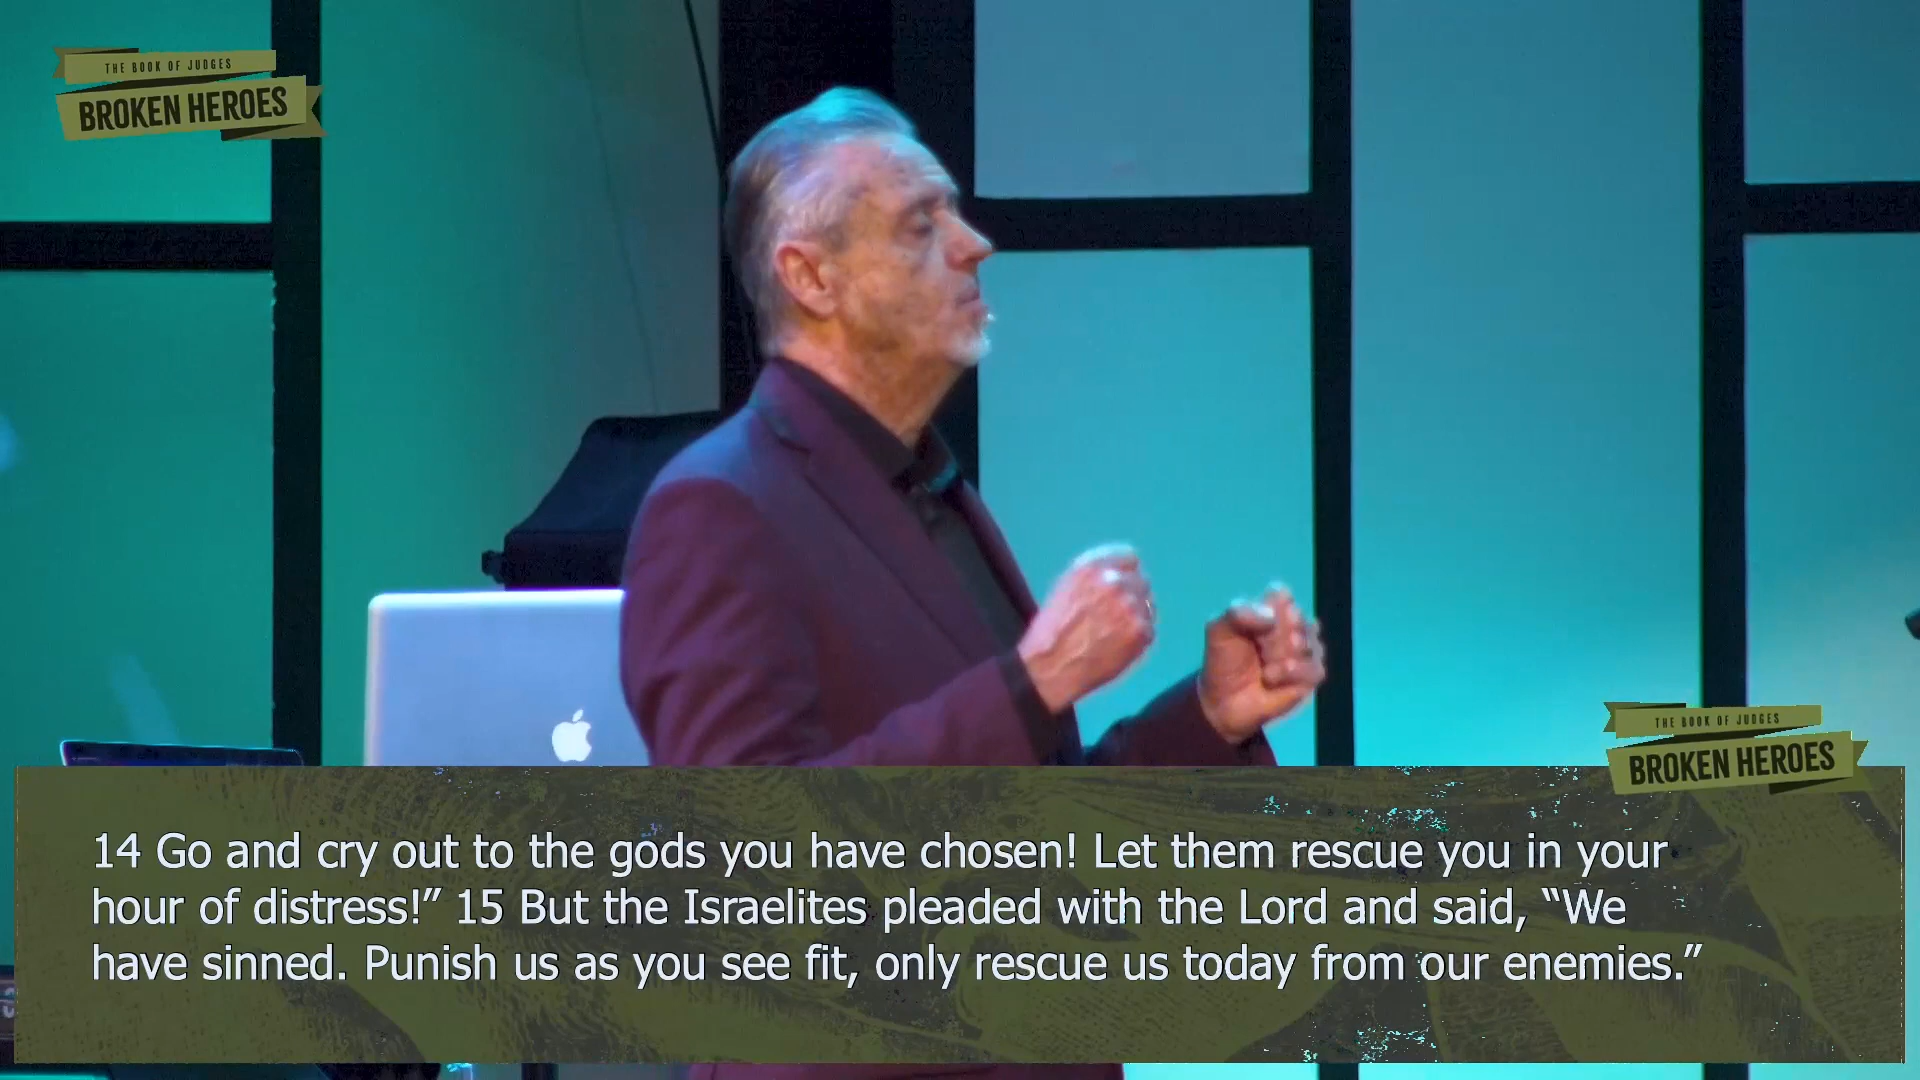 THE BOOK OF JUDGES
BROKEN HEROES
THE BOOK OF JUDGES
BROKEN HEROES
14 Go and cry out to the gods you have chosen! Let them rescue you in your
hour of distress!” 15 But the Israelites pleaded with the Lord and said, “We
have sinned. Punish us as you see fit, only rescue us today from our enemies.”